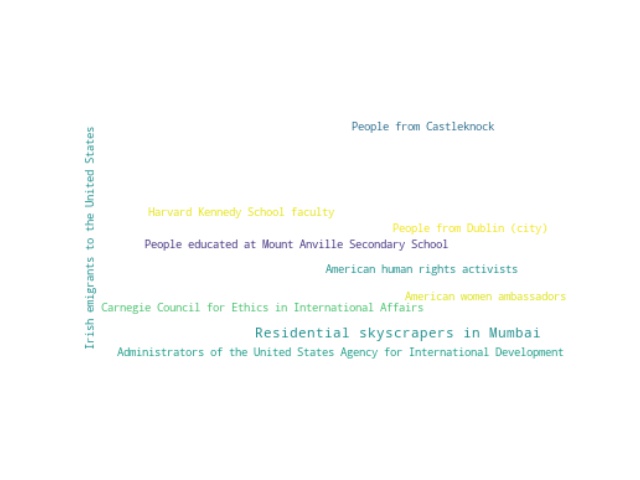 People from Castleknock
Irish emigrants to the United States
Harvard Kennedy School faculty
People from Dublin (city)
People educated at Mount Anville Secondary School
American human rights activists
American women ambassadors
Carnegie Council for Ethics in International Affairs
Residential skyscrapers in Mumbai
Administrators of the United States Agency for International Development